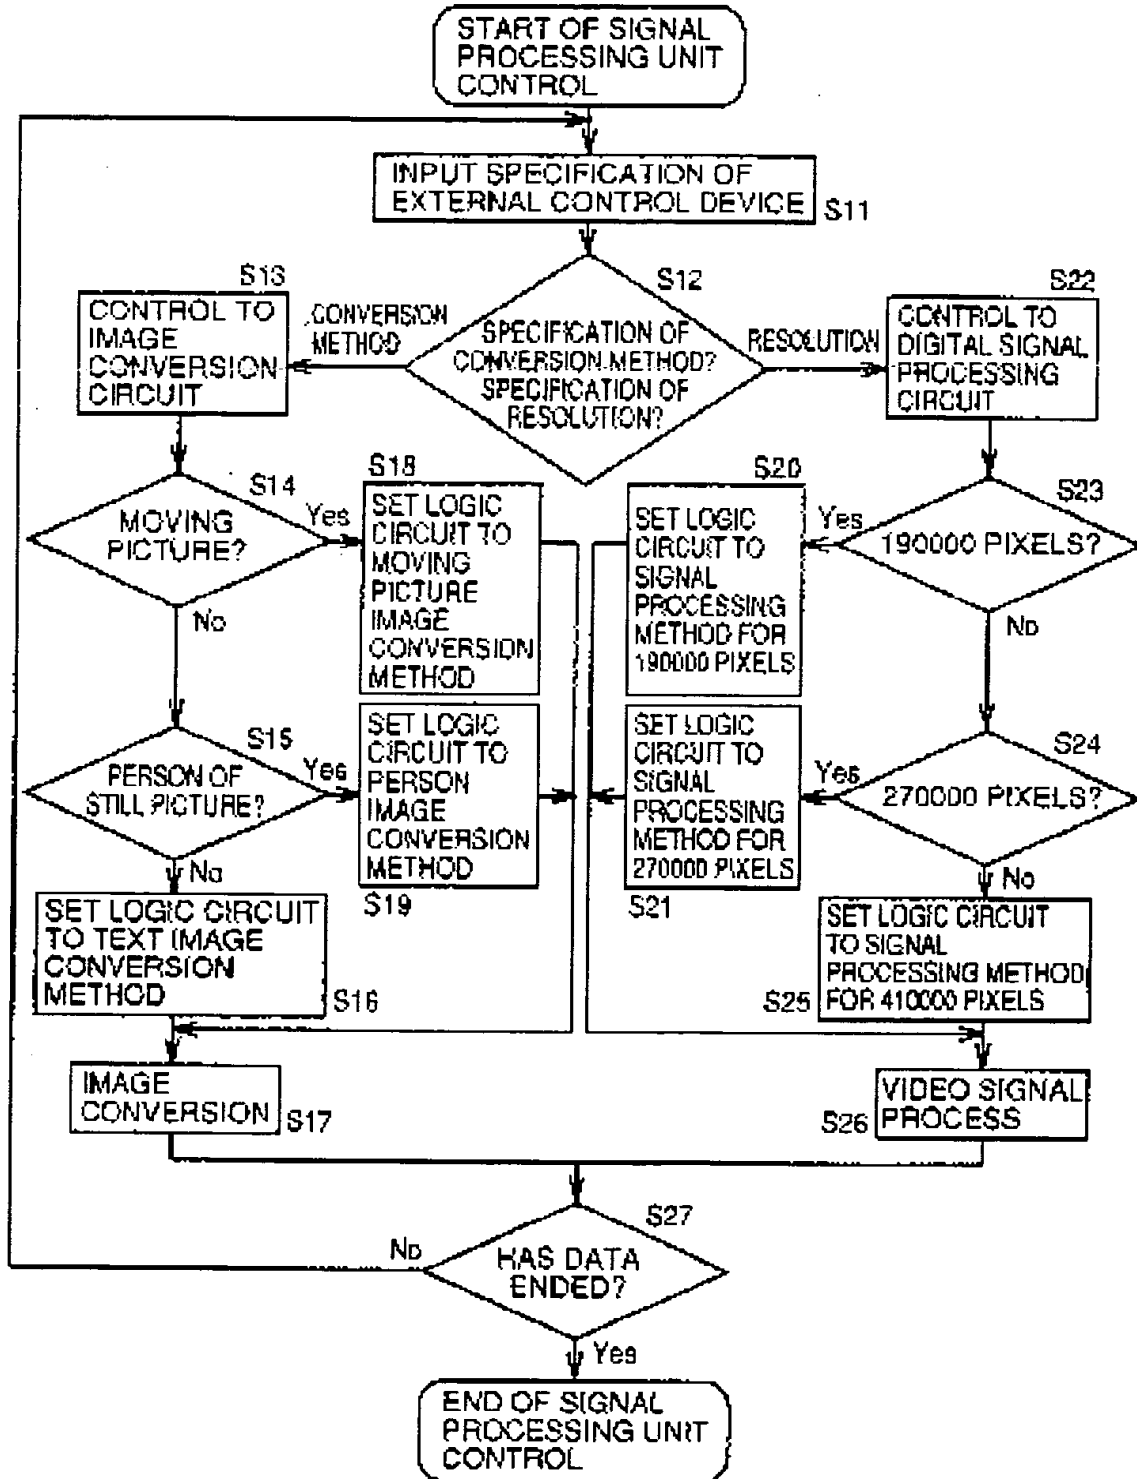 START OF SIGNAL
PROCESSING UNIT
CONTROL
INPUT SPECIFICATION OF
EXTERNAL CONTROL DEVICE
S11
S12
SPECIFICATION OF
CONVERSION METHOD?
SPECIFICATION OF
RESOLUTION?
CONVERSION
METHOD
RESOLUTION
S13
CONTROL TO
IMAGE
CONVERSION
CIRCUIT
S22
CONTROL TO
DIGITAL SIGNAL
PROCESSING
CIRCUIT
S14
MOVING
PICTURE?
Yes
No
S18
SET LOGIC
CIRCUIT TO
MOVING
PICTURE
IMAGE
CONVERSION
METHOD
S20
SET LOGIC
CIRCUIT TO
SIGNAL
PROCESSING
METHOD FOR
190000 PIXELS
S23
190000 PIXELS?
Yes
No
S15
PERSON OF
STILL PICTURE?
Yes
No
SET LOGIC
CIRCUIT TO
PERSON
IMAGE
CONVERSION
METHOD
S19
SET LOGIC
CIRCUIT TO
SIGNAL
PROCESSING
METHOD FOR
270000 PIXELS
S21
S24
270000 PIXELS?
Yes
No
SET LOGIC CIRCUIT
TO TEXT IMAGE
CONVERSION
METHOD
S16
SET LOGIC CIRCUIT
TO SIGNAL
PROCESSING METHOD
FOR 410000 PIXELS
S25
IMAGE
CONVERSION
S17
VIDEO SIGNAL
PROCESS
S26
S27
HAS DATA
ENDED?
No
Yes
END OF SIGNAL
PROCESSING UNIT
CONTROL